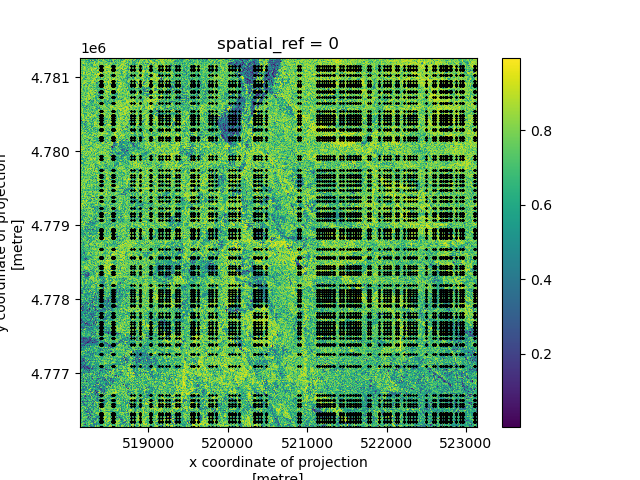 spatial_ref = 0
1e6
4.781
4.780
4.779
4.778
4.777
y coordinate of projection
[metre]
519000 520000 521000 522000 523000
x coordinate of projection
[metre]
0.8
0.6
0.4
0.2